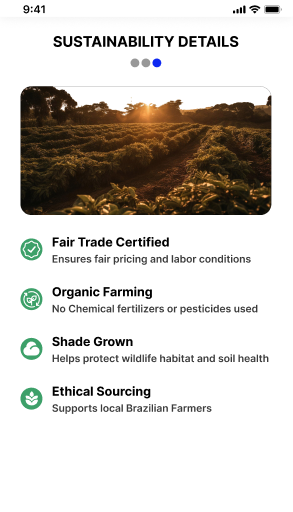 9:41
SUSTAINABILITY DETAILS
Fair Trade Certified
Ensures fair pricing and labor conditions
Organic Farming
No Chemical fertilizers or pesticides used
Shade Grown
Helps protect wildlife habitat and soil health
Ethical Sourcing
Supports local Brazilian Farmers